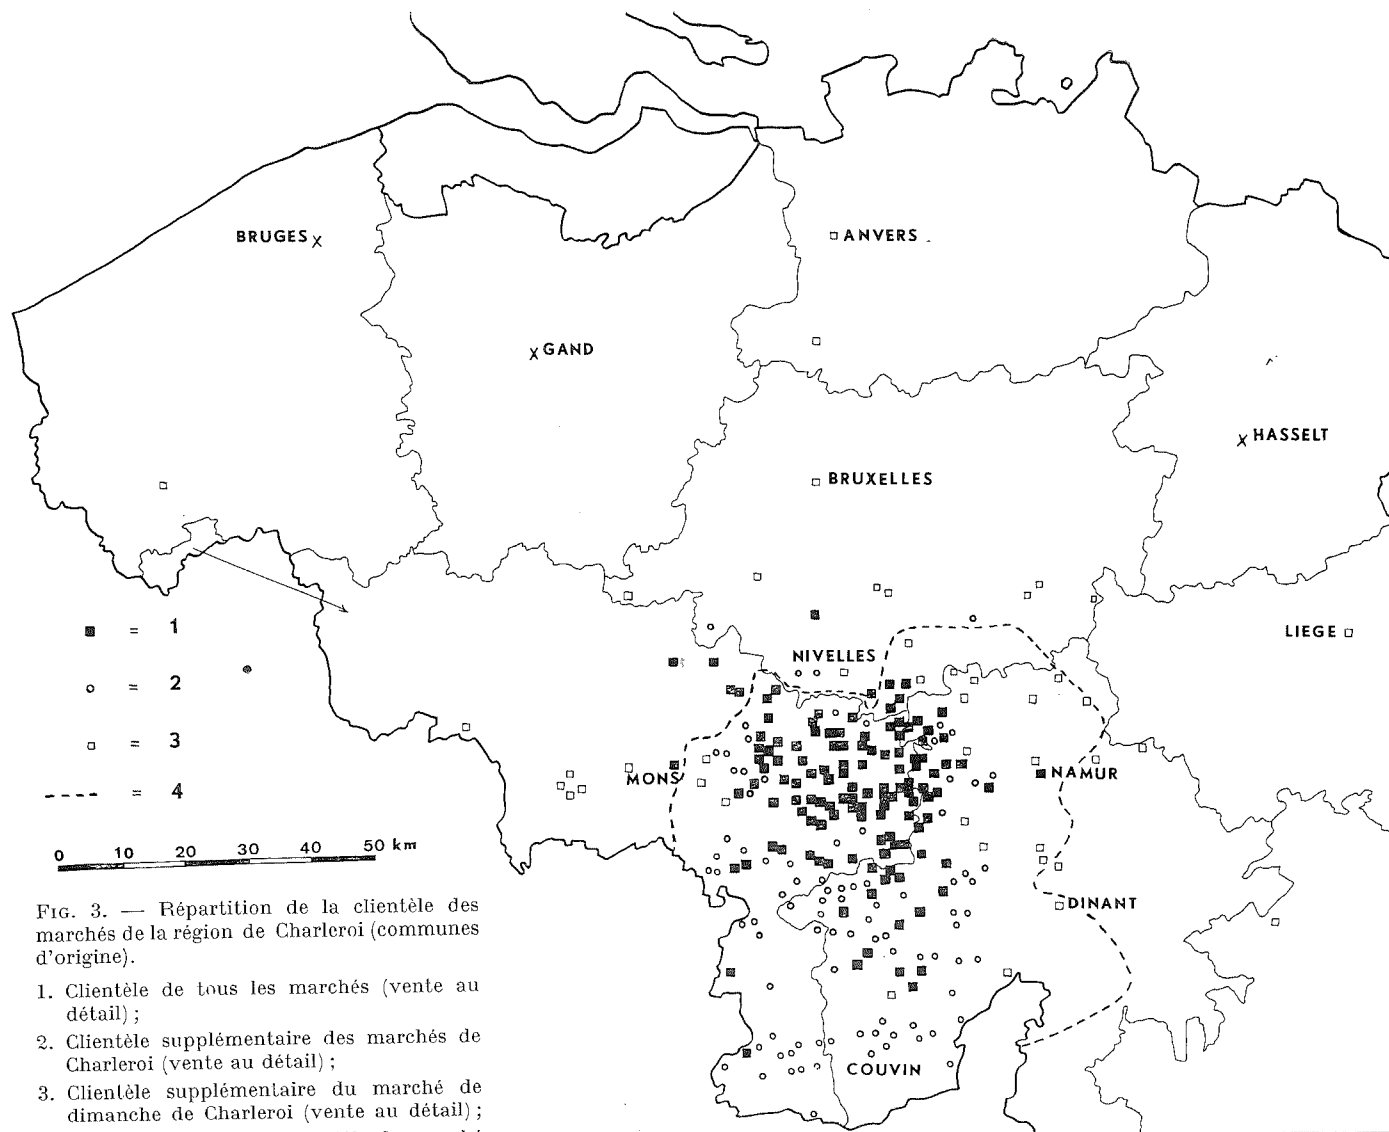 BRUGES
ANVERS
GAND
HASSELT
BRUXELLES
LIEGE
NIVELLES
MONS
NAMUR
DINANT
COUVIN
= 1
= 2
= 3
= 4
0 10 20 30 40 50 km
FIG. 3. — Répartition de la clientèle des
marchés de la région de Charleroi (communes
d'origine).
1. Clientèle de tous les marchés (vente au
détail) ;
2. Clientèle supplémentaire des marchés de
Charleroi (vente au détail) ;
3. Clientèle supplémentaire du marché de
dimanche de Charleroi (vente au détail) ;